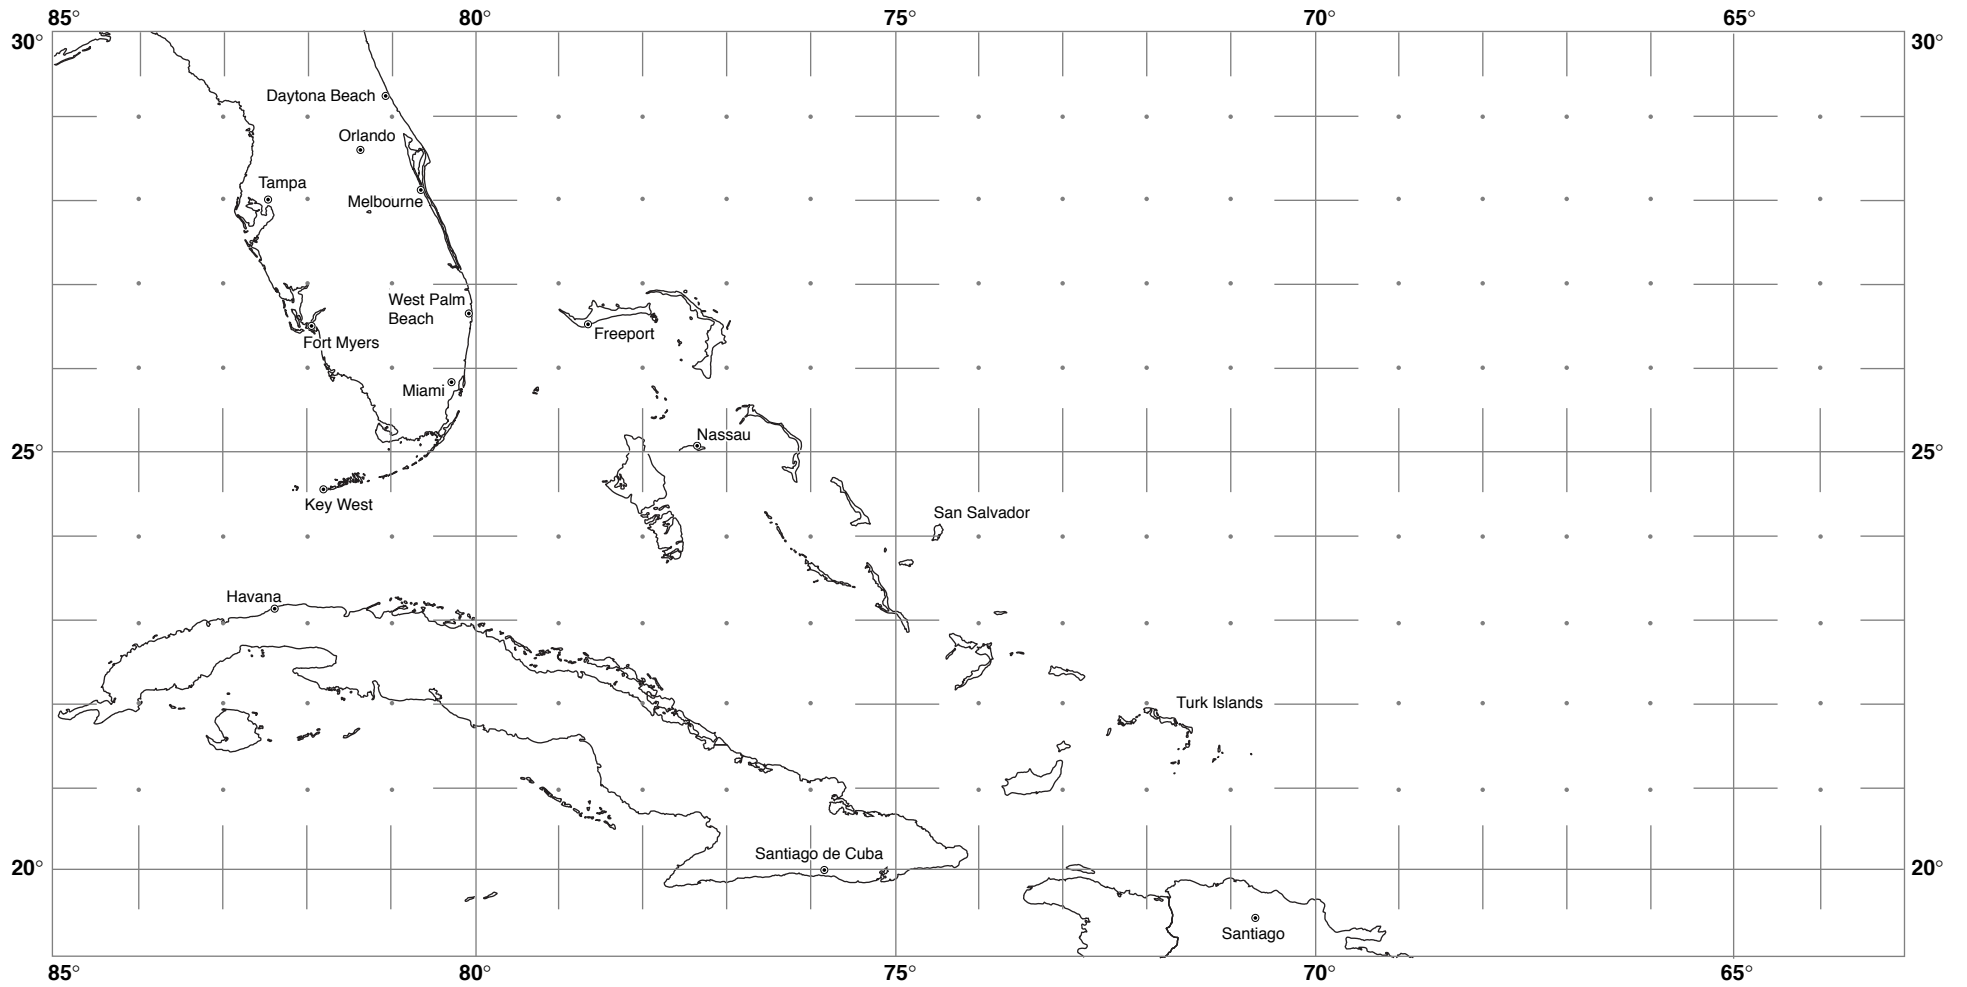 85° 80° 75° 70° 65°
30° 30°
Daytona Beach
Orlando
Tampa
Melbourne
West Palm
Beach
Freeport
Fort Myers
Miami
Nassau
25° 25°
Key West
San Salvador
Havana
Turk Islands
Santiago de Cuba
20° 20°
Santiago
85° 80° 75° 70° 65°